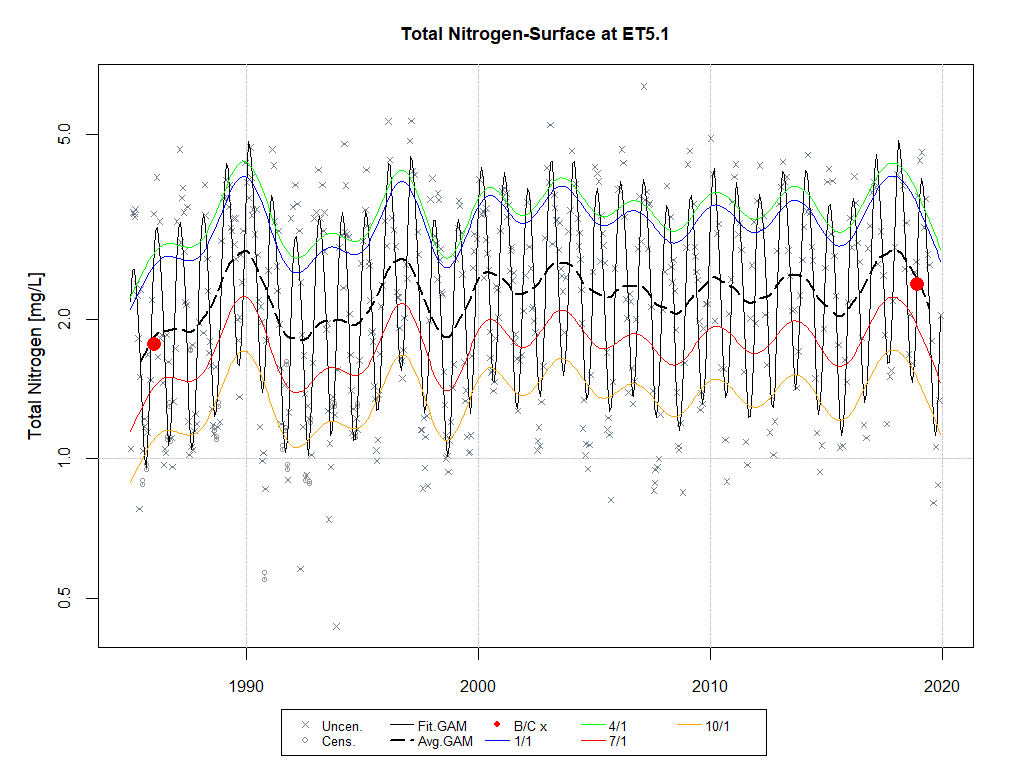 Total Nitrogen-Surface at ET5.1
Total Nitrogen [mg/L]
5.0
2.0
1.0
0.5
1990 2000 2010 2020
Uncen. Fit.GAM B/C x 4/1 10/1
Cens. Avg.GAM 1/1 7/1